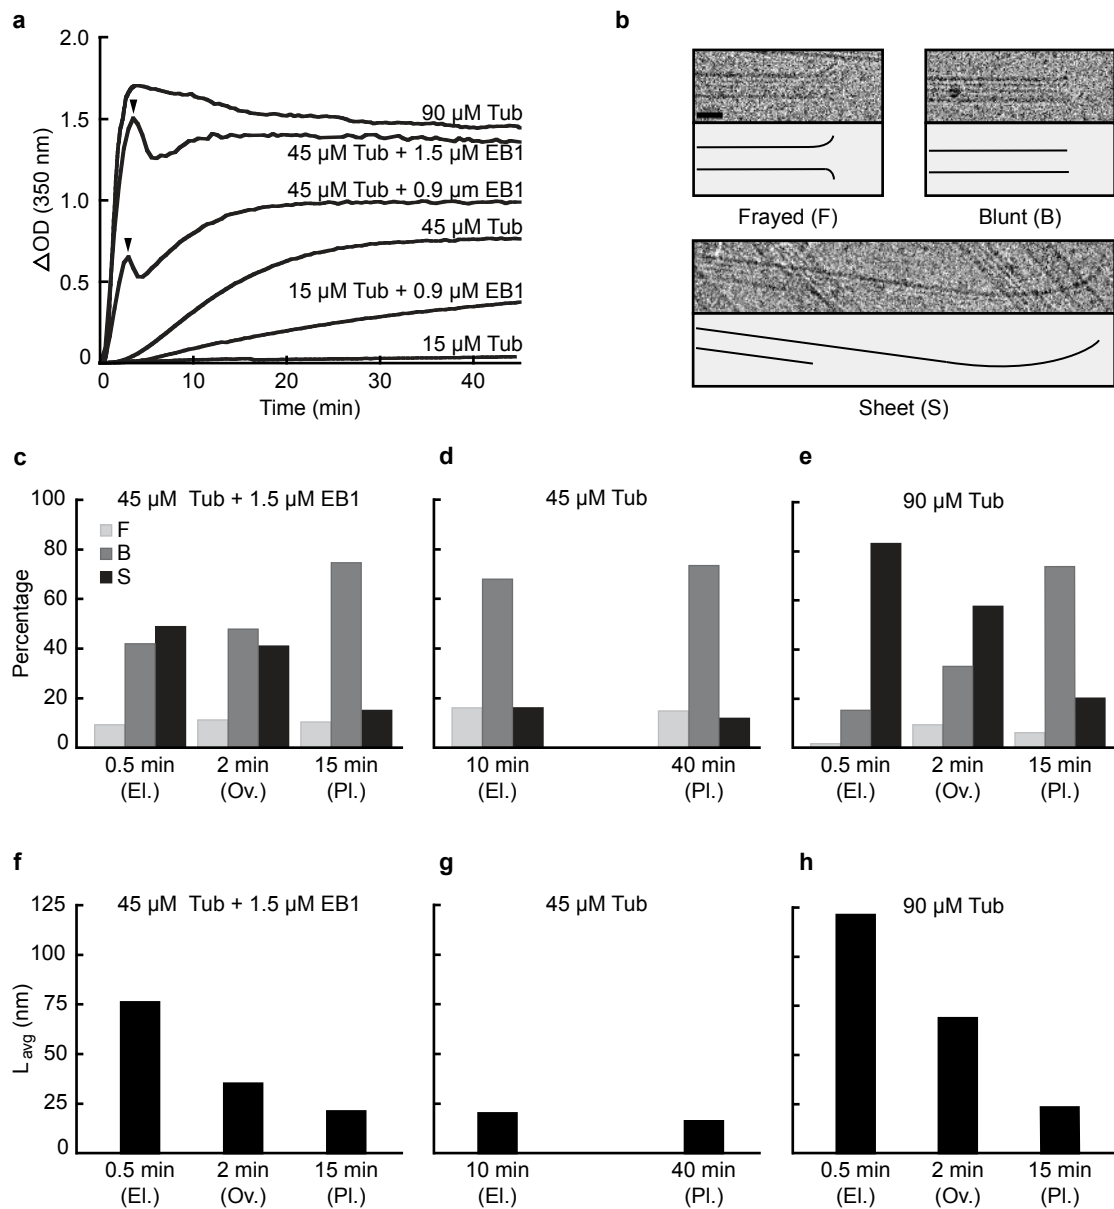 a
2.0
1.5
1.0
0.5
0
ΔOD (350 nm)
90 µM Tub
45 µM Tub + 1.5 µM EB1
45 µM Tub + 0.9 µm EB1
45 µM Tub
15 µM Tub + 0.9 µM EB1
15 µM Tub
0 10 20 30 40
Time (min)
b
Frayed (F)
Blunt (B)
Sheet (S)
c
45 µM Tub + 1.5 µM EB1
F
B
S
100
80
60
40
20
0
Percentage
0.5 min 2 min 15 min
(El.) (Ov.) (Pl.)
d
45 µM Tub
10 min 40 min
(El.) (Pl.)
e
90 µM Tub
0.5 min 2 min 15 min
(El.) (Ov.) (Pl.)
f
45 µM Tub + 1.5 µM EB1
125
100
75
50
25
0
Lavg (nm)
0.5 min 2 min 15 min
(El.) (Ov.) (Pl.)
g
45 µM Tub
10 min 40 min
(El.) (Pl.)
h
90 µM Tub
0.5 min 2 min 15 min
(El.) (Ov.) (Pl.)